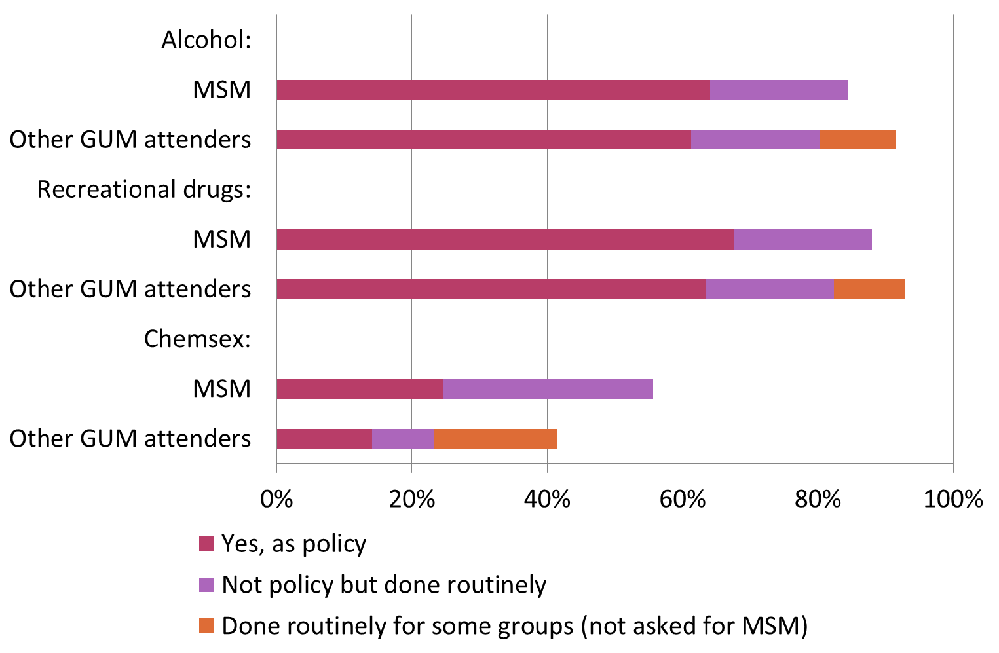 Alcohol:
MSM
Other GUM attenders
Recreational drugs:
MSM
Other GUM attenders
Chemsex:
MSM
Other GUM attenders
0% 20% 40% 60% 80% 100%
Yes, as policy
Not policy but done routinely
Done routinely for some groups (not asked for MSM)